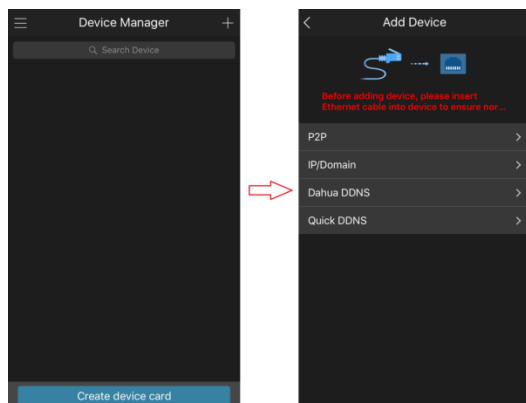 Device Manager
Search Device
Create device card
Add Device
Before adding device, please insert
Ethernet cable into device to ensure nor...
P2P
IP/Domain
Dahua DDNS
Quick DDNS